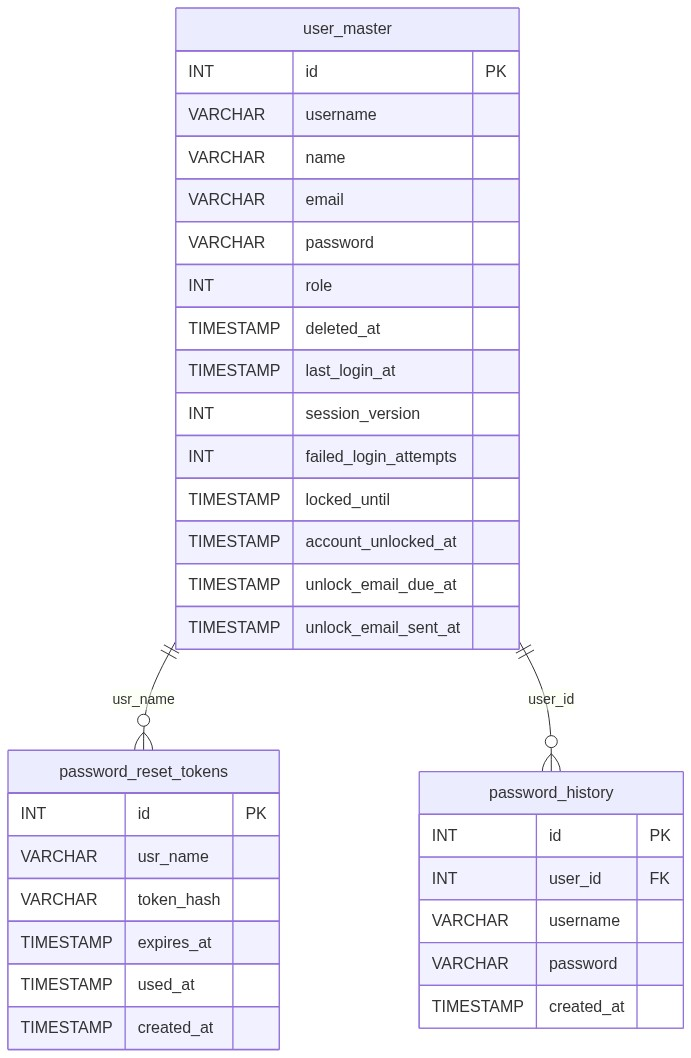 user_master
INT id PK
VARCHAR username
VARCHAR name
VARCHAR email
VARCHAR password
INT role
TIMESTAMP deleted_at
TIMESTAMP last_login_at
INT session_version
INT failed_login_attempts
TIMESTAMP locked_until
TIMESTAMP account_unlocked_at
TIMESTAMP unlock_email_due_at
TIMESTAMP unlock_email_sent_at
usr_name
user_id
password_reset_tokens
INT id PK
VARCHAR usr_name
VARCHAR token_hash
TIMESTAMP expires_at
TIMESTAMP used_at
TIMESTAMP created_at
password_history
INT id PK
INT user_id FK
VARCHAR username
VARCHAR password
TIMESTAMP created_at